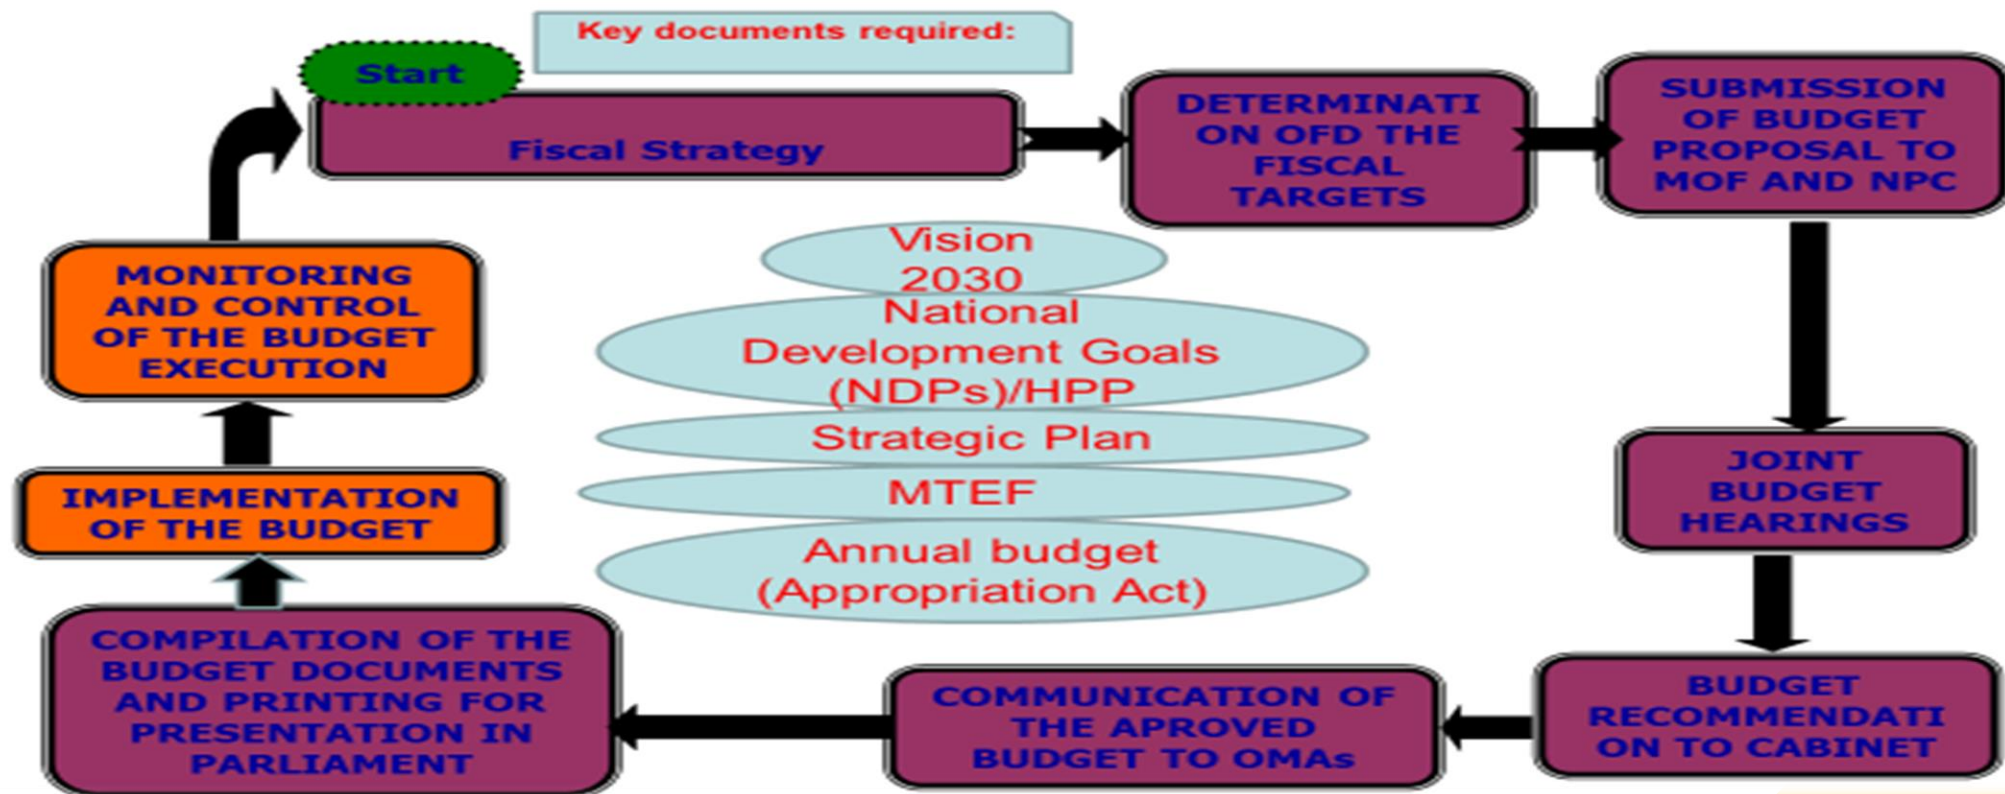 Key documents required:
Start
Fiscal Strategy
DETERMINATI
ON OFD THE
FISCAL
TARGETS
SUBMISSION
OF BUDGET
PROPOSAL TO
MOF AND NPC
JOINT
BUDGET
HEARINGS
BUDGET
RECOMMENDATI
ON TO CABINET
COMMUNICATION OF
THE APROVED
BUDGET TO OMAs
COMPILATION OF THE
BUDGET DOCUMENTS
AND PRINTING FOR
PRESENTATION IN
PARLIAMENT
IMPLEMENTATION
OF THE BUDGET
MONITORING
AND CONTROL
OF THE BUDGET
EXECUTION
Vision
2030
National
Development Goals
(NDPs)/HPP
Strategic Plan
MTEF
Annual budget
(Appropriation Act)